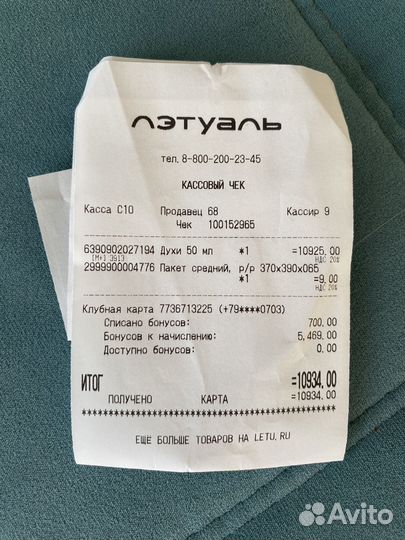 ЛЭТУАЛЬ
тел. 8-800-200-23-45
КАССОВЫЙ ЧЕК
Касса С10 Продавец 68 Кассир 9
Чек 100152965
6390902027194 Духи 50 мл *1 =10925.00
[М+] 3913 НДС 20%
2999900004776 Пакет средний, р/р 370х390х065
*1 =9.00
НДС 20%
Клубная карта 7736713225 (+79****0703)
Списано бонусов: 700.00
Бонусов к начислению: 5,469.00
Доступно бонусов: 0.00
ИТОГ =10934.00
ПОЛУЧЕНО КАРТА =10934.00
ЕЩЕ БОЛЬШЕ ТОВАРОВ НА LETU.RU
Avito